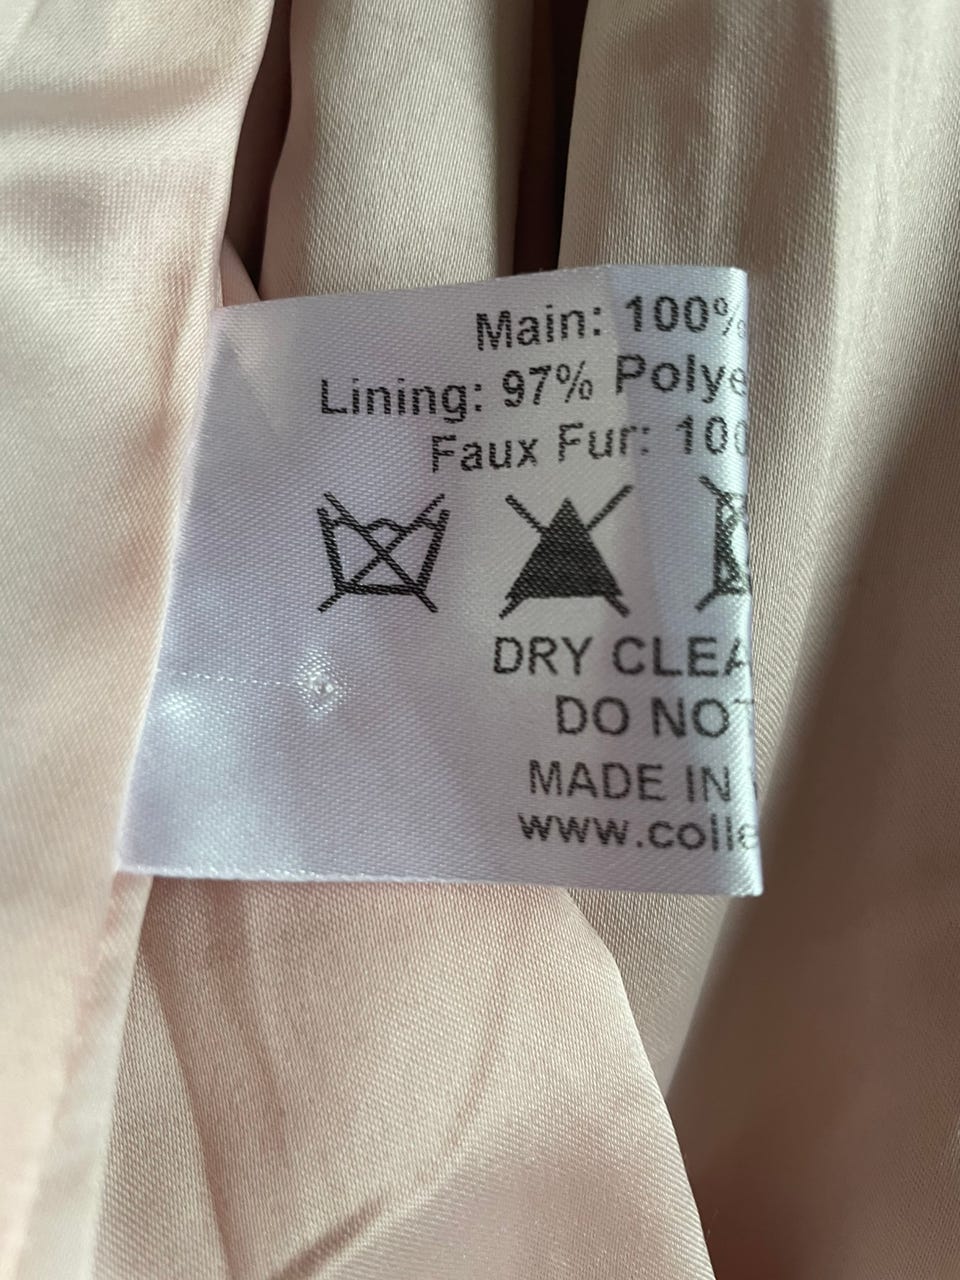 Main: 100%
Lining: 97% Polye
Faux Fur: 100
DRY CLEA
DO NOT
MADE IN
www.colle